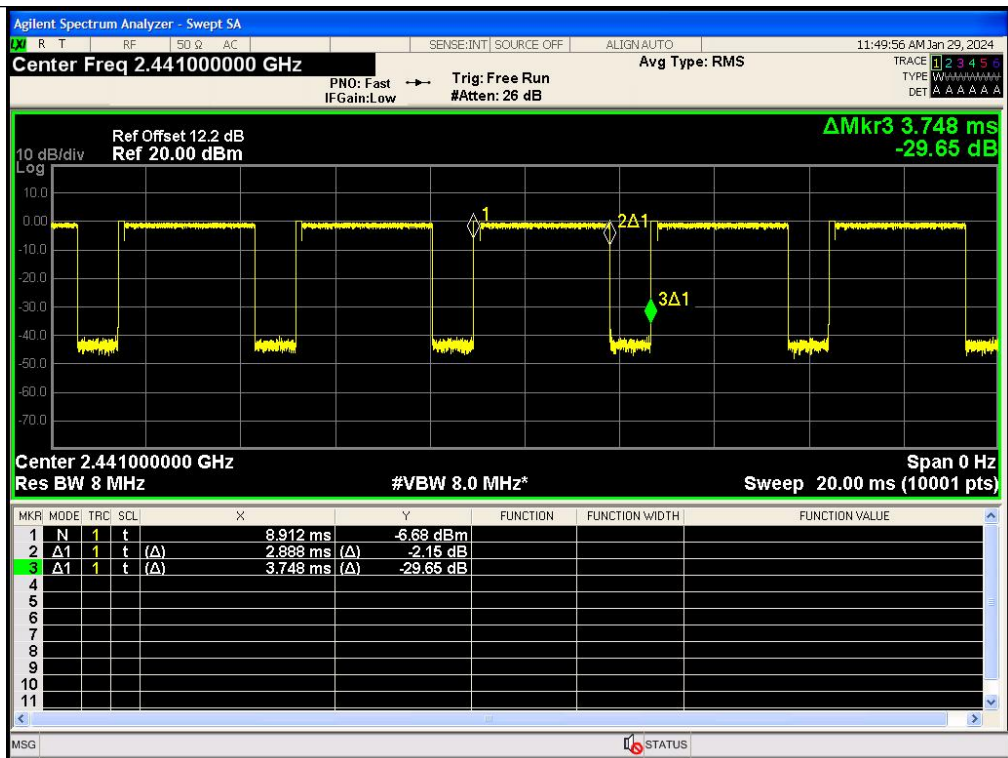 Agilent Spectrum Analyzer - Swept SA
LXI R T RF 50 Ω AC SENSE:INT SOURCE OFF ALIGN AUTO 11:49:56 AM Jan 29, 2024
Center Freq 2.441000000 GHz Avg Type: RMS TRACE 1 2 3 4 5 6
PNO: Fast Trig: Free Run TYPE W
IFGain:Low #Atten: 26 dB DET A A A A A A
ΔMkr3 3.748 ms
Ref Offset 12.2 dB
10 dB/div Ref 20.00 dBm -29.65 dB
Log
10.0
0.00
-10.0
-20.0
-30.0
-40.0
-50.0
-60.0
-70.0
1
2Δ1
3Δ1
Center 2.441000000 GHz Span 0 Hz
Res BW 8 MHz #VBW 8.0 MHz* Sweep 20.00 ms (10001 pts)
MKR MODE TRC SCL X Y FUNCTION FUNCTION WIDTH FUNCTION VALUE
1 N 1 t 8.912 ms -6.68 dBm
2 Δ1 1 t (Δ) 2.888 ms (Δ) -2.15 dB
3 Δ1 1 t (Δ) 3.748 ms (Δ) -29.65 dB
4
5
6
7
8
9
10
11
MSG STATUS